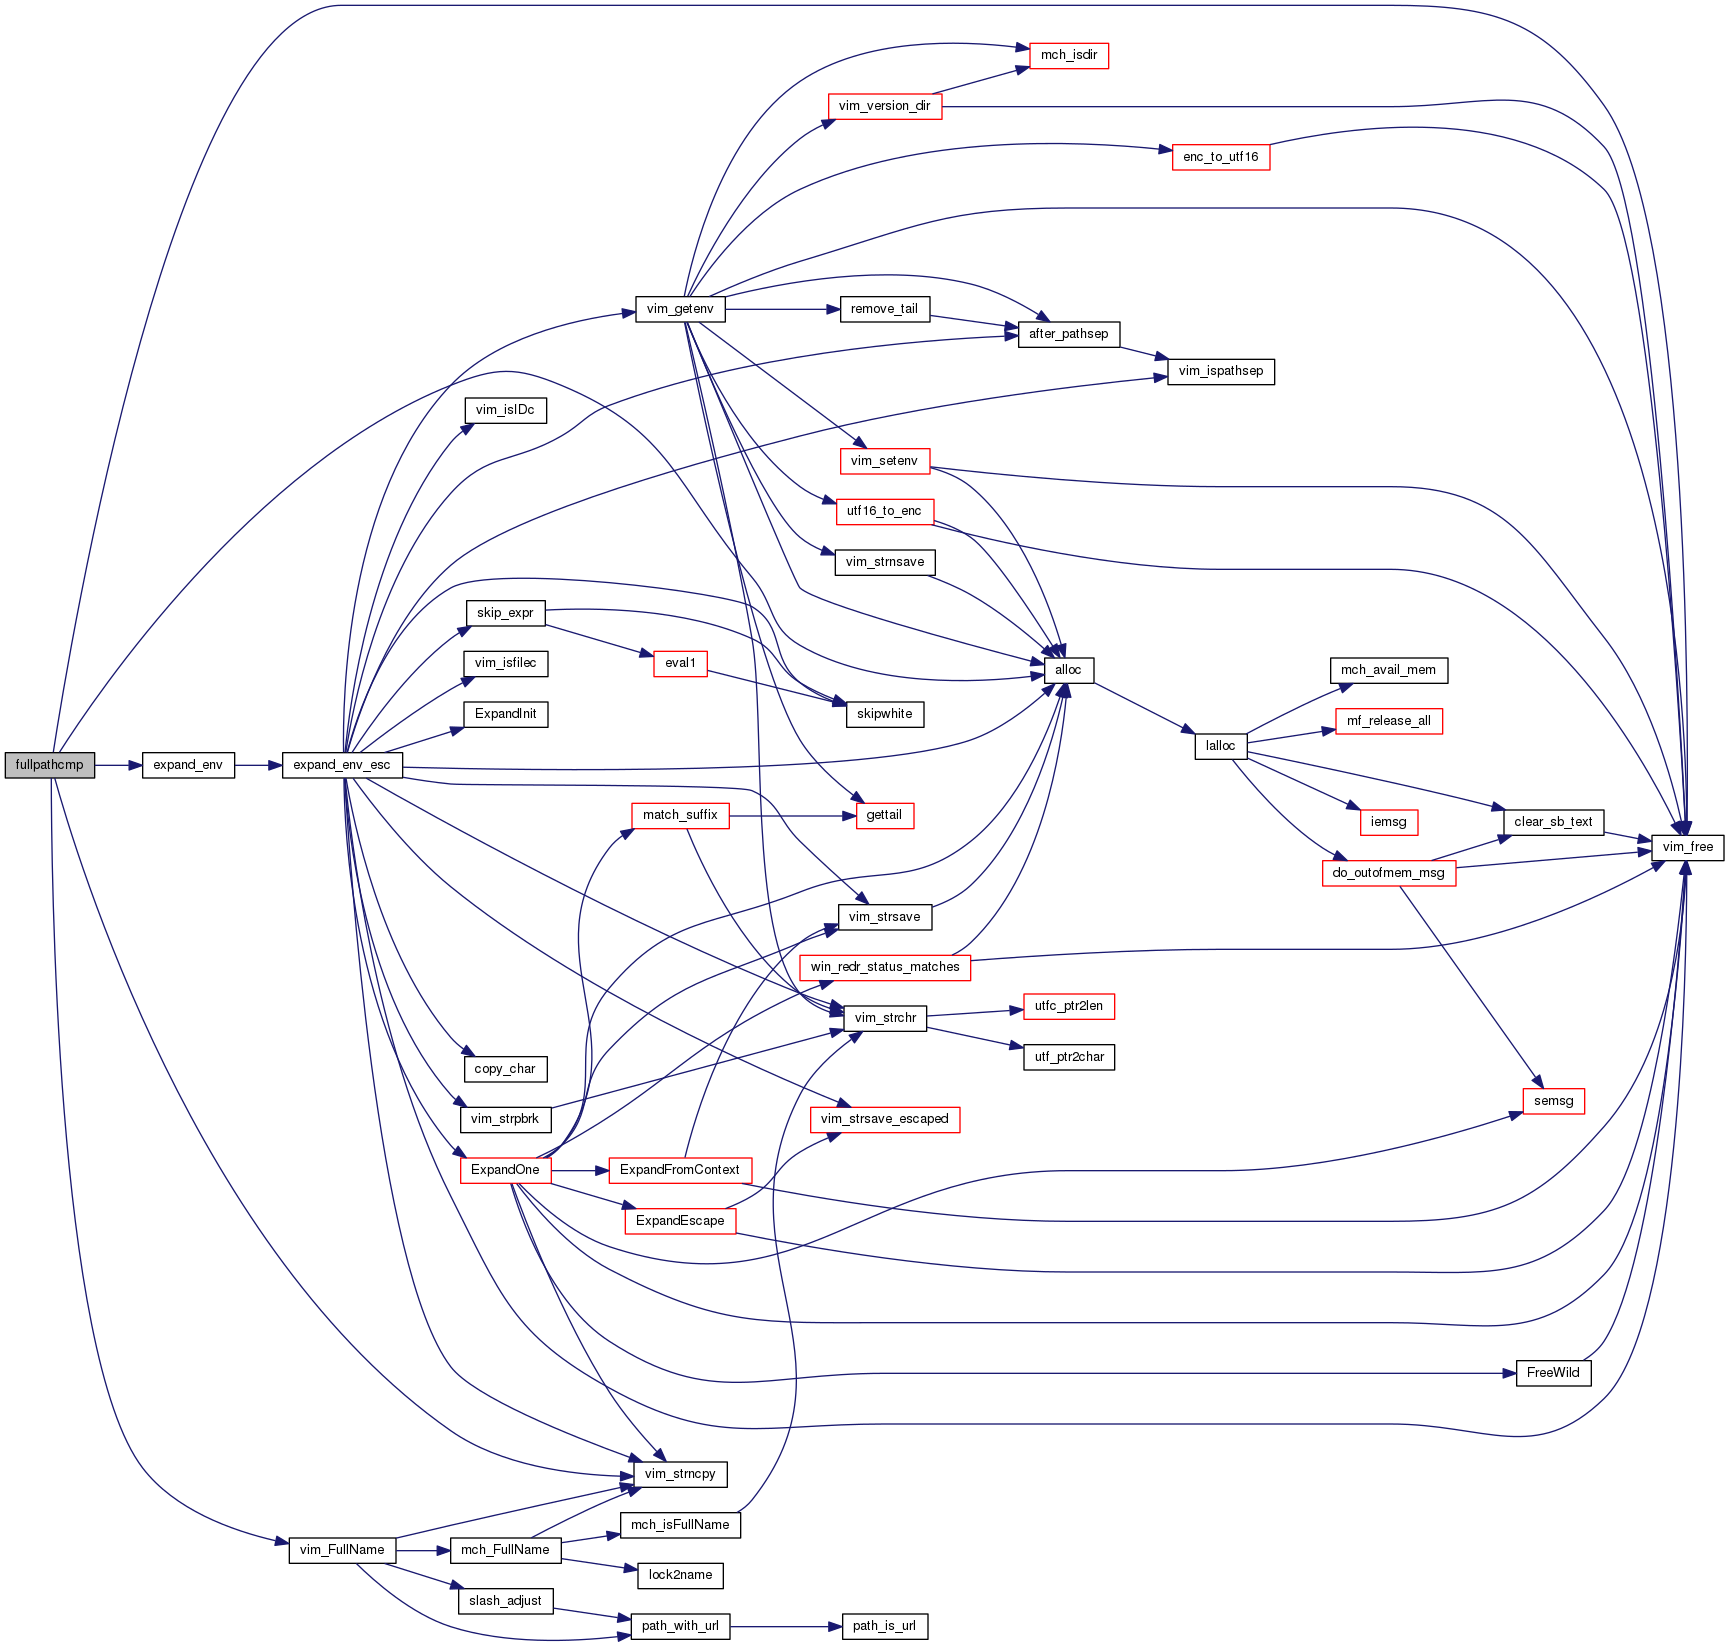 mch_isdir
vim_version_dir
enc_to_utf16
vim_getenv
remove_tail
after_pathsep
vim_ispathsep
vim_isIDc
vim_setenv
utf16_to_enc
vim_strnsave
skip_expr
vim_isfilec
eval1
alloc
mch_avail_mem
ExpandInit
skipwhite
mf_release_all
lalloc
fullpathcmp
expand_env
expand_env_esc
match_suffix
gettail
iemsg
clear_sb_text
vim_free
do_outofmem_msg
vim_strsave
win_redr_status_matches
utfc_ptr2len
vim_strchr
utf_ptr2char
copy_char
semsg
vim_strpbrk
vim_strsave_escaped
ExpandOne
ExpandFromContext
ExpandEscape
FreeWild
vim_strncpy
mch_isFullName
vim_FullName
mch_FullName
lock2name
slash_adjust
path_with_url
path_is_url